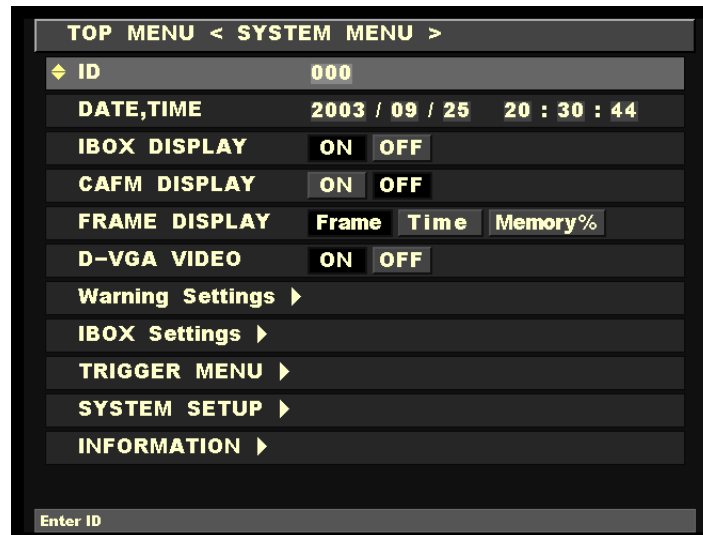 TOP MENU < SYSTEM MENU >
ID 000
DATE,TIME 2003 / 09 / 25 20 : 30 : 44
IBOX DISPLAY ON OFF
CAFM DISPLAY ON OFF
FRAME DISPLAY Frame Time Memory%
D-VGA VIDEO ON OFF
Warning Settings
IBOX Settings
TRIGGER MENU
SYSTEM SETUP
INFORMATION
Enter ID